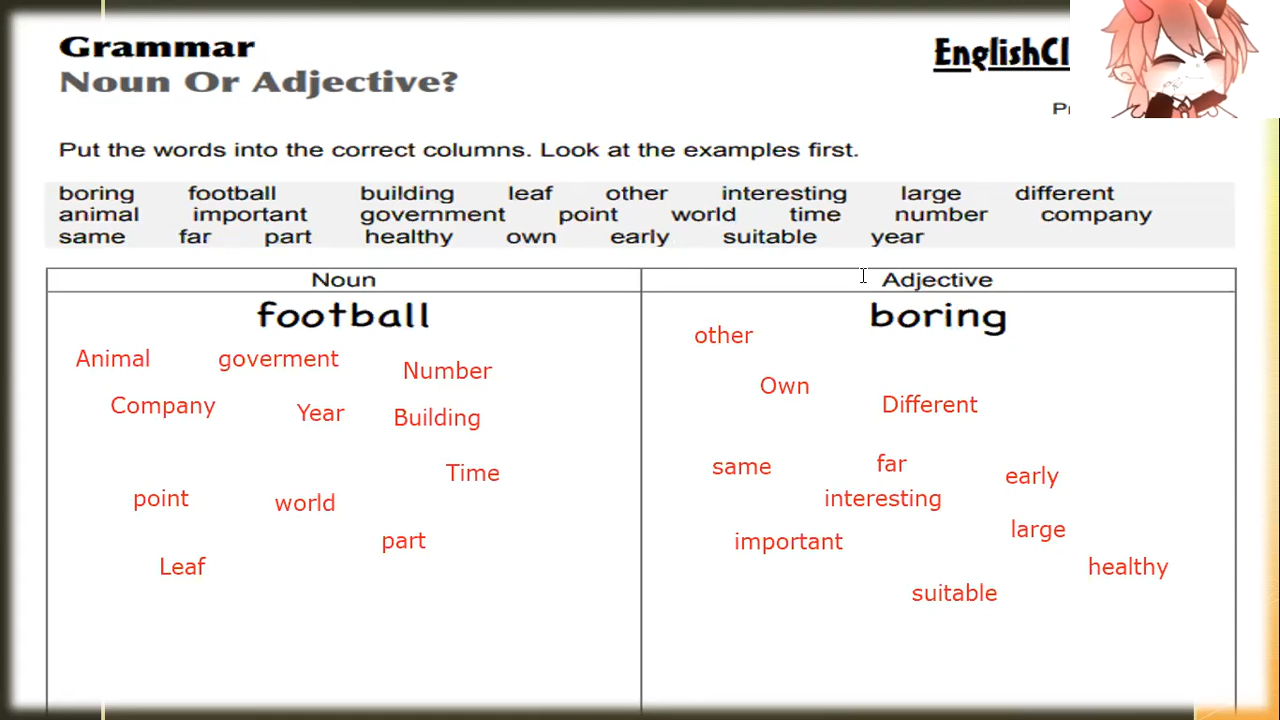 Grammar
EnglishCl
Noun Or Adjective?
Put the words into the correct columns. Look at the examples first.
boring football building leaf other interesting large different
animal important government point world time number company
same far part healthy own early suitable year
Noun Adjective
football boring
other
Animal goverment Number
Own
Company Year Building Different
same far
Time early
point world interesting
part important large
Leaf healthy
suitable